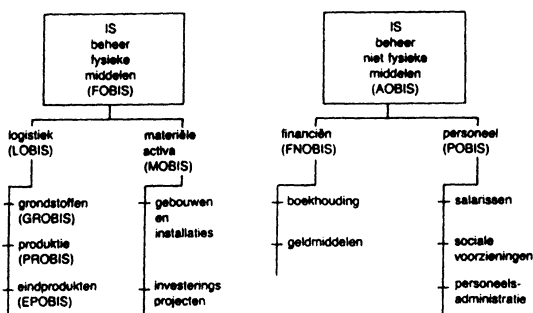 IS
beheer
fysieke
middelen
(FOBIS)
IS
beheer
niet fysieke
middelen
(AOBIS)
logistiek
(LOBIS)
materiële
activa
(MOBIS)
financiën
(FNOBIS)
personeel
(POBIS)
grondstoffen
(GROBIS)
produktie
(PROBIS)
eindprodukten
(EPOBIS)
gebouwen
en
installaties
investerings
projecten
boekhouding
geldmiddelen
salarissen
sociale
voorzieningen
personeels-
administratie